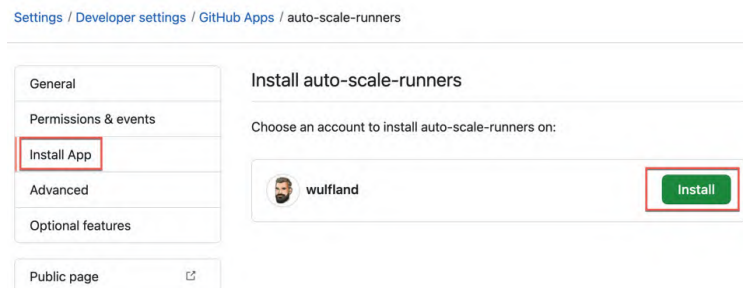 Settings / Developer settings / GitHub Apps / auto-scale-runners
General
Permissions & events
Install App
Advanced
Optional features
Public page
Install auto-scale-runners
Choose an account to install auto-scale-runners on:
wulfland
Install